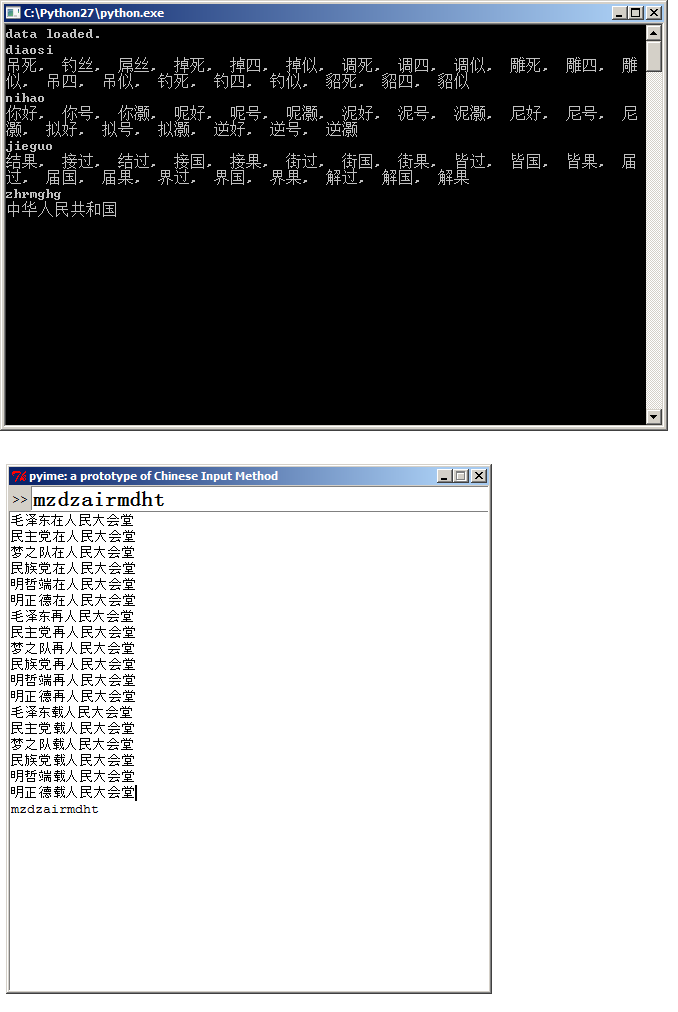 C:\Python27\python.exe
data loaded.
diaosi
吊死, 钓丝, 屌丝, 掉死, 掉四, 掉似, 调死, 调四, 调似, 雕死, 雕四, 雕
似, 吊四, 吊似, 钓死, 钓四, 钓似, 貂死, 貂四, 貂似
nihao
你好, 你号, 你灏, 呢好, 呢号, 呢灏, 泥好, 泥号, 泥灏, 尼好, 尼号, 尼
灏, 拟好, 拟号, 拟灏, 逆好, 逆号, 逆灏
jieguo
结果, 接过, 结过, 接国, 接果, 街过, 街国, 街果, 皆过, 皆国, 皆果, 届
过, 届国, 届果, 界过, 界国, 界果, 解过, 解国, 解果
zhrmghg
中华人民共和国
pyime: a prototype of Chinese Input Method
>> mzdzairmdht
毛泽东在人民大会堂
民主党在人民大会堂
梦之队在人民大会堂
民族党在人民大会堂
明哲端在人民大会堂
明正德在人民大会堂
毛泽东再人民大会堂
民主党再人民大会堂
梦之队再人民大会堂
民族党再人民大会堂
明哲端再人民大会堂
明正德再人民大会堂
毛泽东载人民大会堂
民主党载人民大会堂
梦之队载人民大会堂
民族党载人民大会堂
明哲端载人民大会堂
明正德载人民大会堂
mzdzairmdht